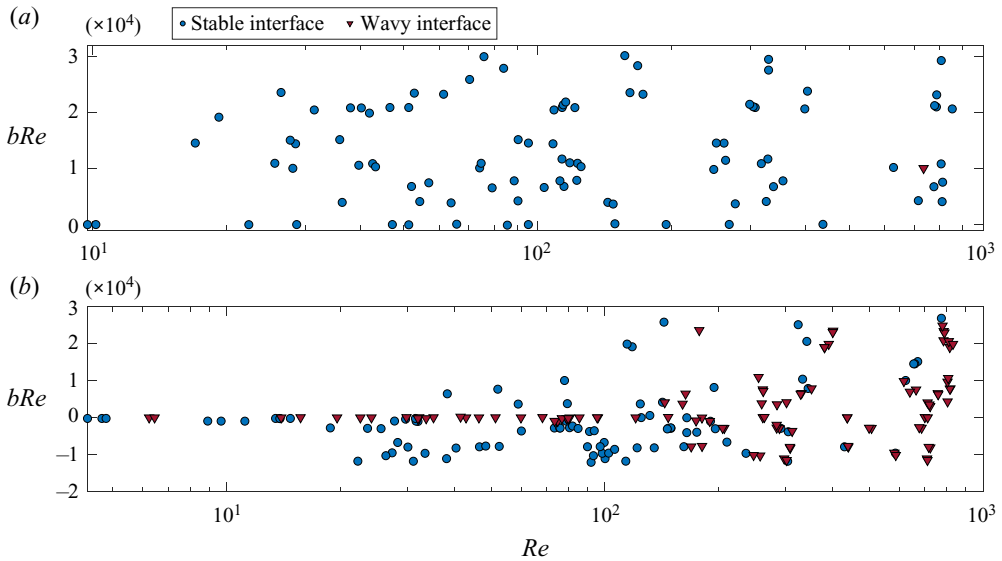 (a)
(×10⁴)
Stable interface
Wavy interface
3
2
bRe
1
0
10¹
10²
10³
(b)
(×10⁴)
3
2
1
bRe
0
−1
−2
10¹
10²
10³
Re